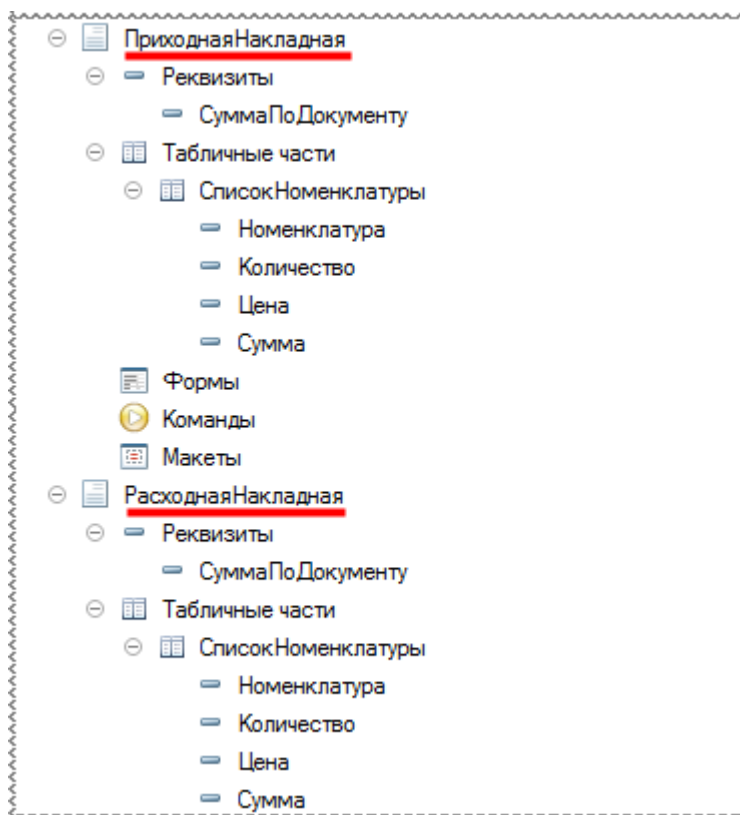 ПриходнаяНакладная
Реквизиты
СуммаПоДокументу
Табличные части
СписокНоменклатуры
Номенклатура
Количество
Цена
Сумма
Формы
Команды
Макеты
РасходнаяНакладная
Реквизиты
СуммаПоДокументу
Табличные части
СписокНоменклатуры
Номенклатура
Количество
Цена
Сумма